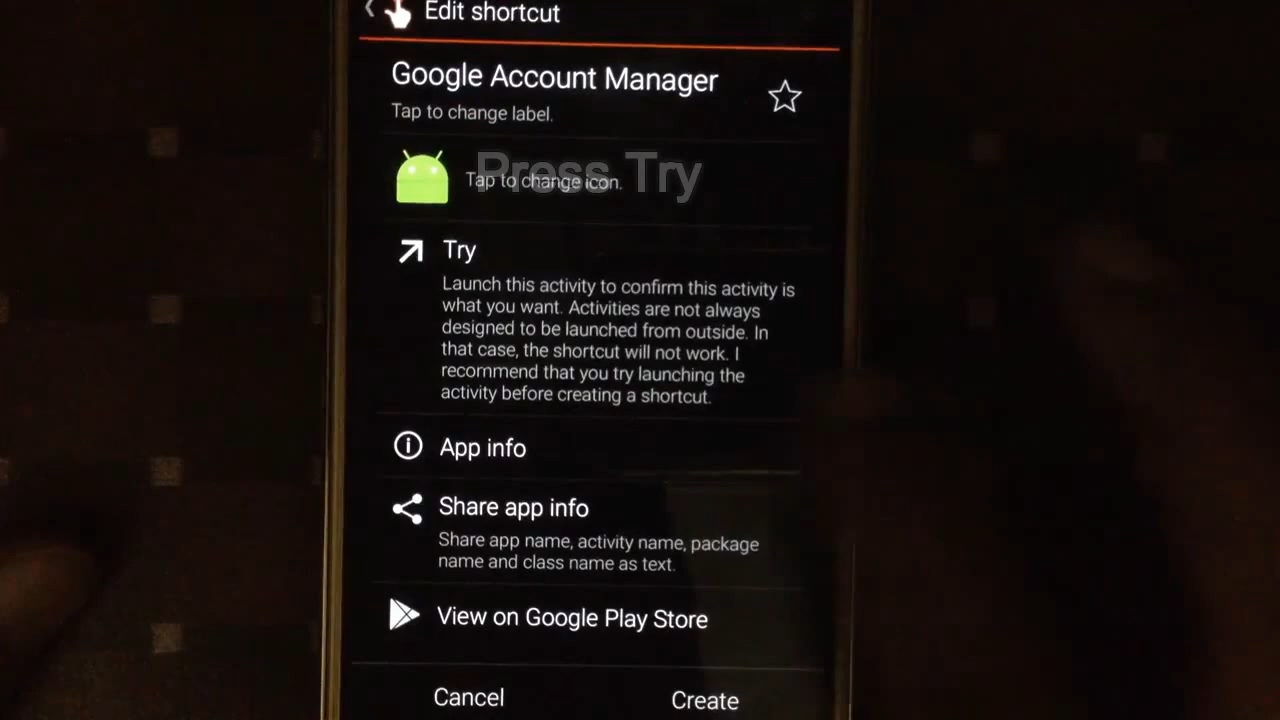 Edit shortcut
Google Account Manager
Tap to change label.
Press Try
Tap to change icon.
Try
Launch this activity to confirm this activity is
what you want. Activities are not always
designed to be launched from outside. In
that case, the shortcut will not work. I
recommend that you try launching the
activity before creating a shortcut.
App info
Share app info
Share app name, activity name, package
name and class name as text.
View on Google Play Store
Cancel
Create